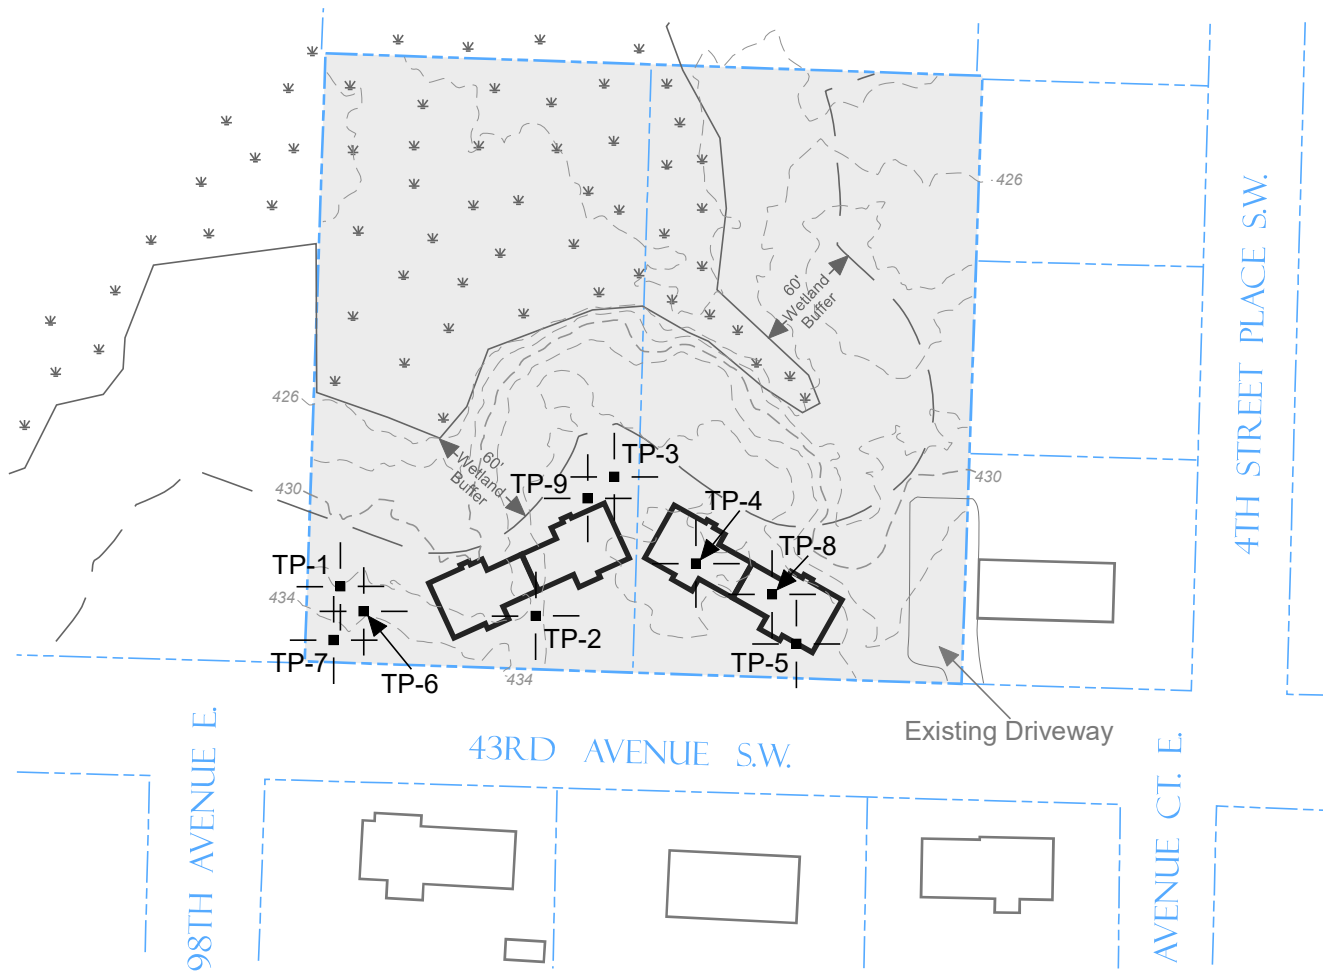 426
4TH STREET PLACE S.W.
60'
Wetland
Buffer
426
60'
Wetland
Buffer
TP-3
TP-9
430
430
TP-4
TP-8
TP-1
434
TP-2
TP-5
TP-7
TP-6
434
Existing Driveway
43RD AVENUE S.W.
98TH AVENUE E.
AVENUE CT. E.